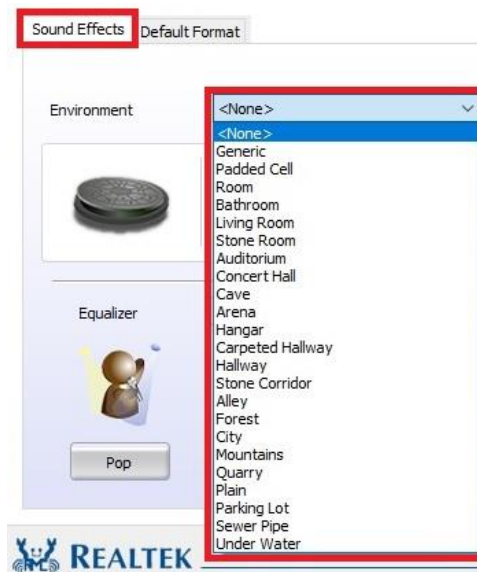 Sound Effects
Default Format
Environment
<None>
<None>
Generic
Padded Cell
Room
Bathroom
Living Room
Stone Room
Auditorium
Concert Hall
Cave
Arena
Hangar
Carpeted Hallway
Hallway
Stone Corridor
Alley
Forest
City
Mountains
Quarry
Plain
Parking Lot
Sewer Pipe
Under Water
Equalizer
Pop
REALTEK